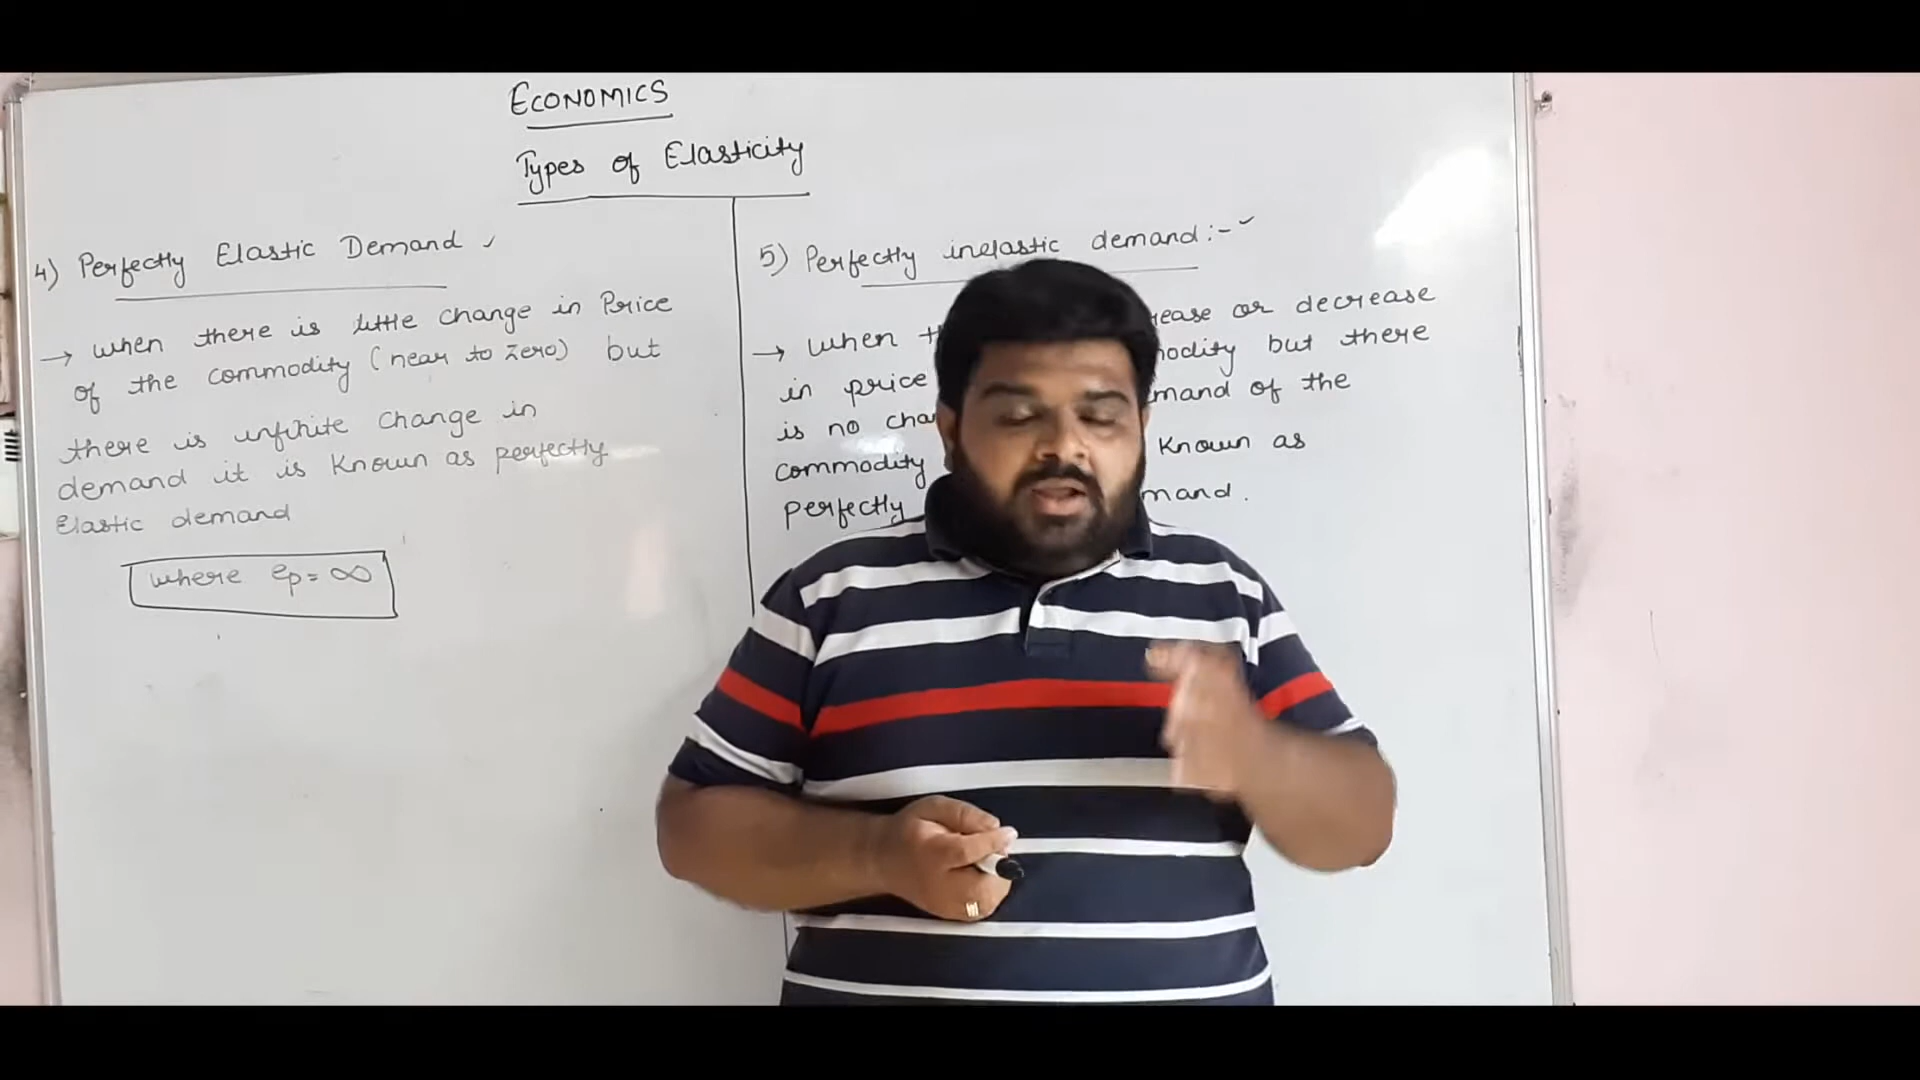 ECONOMICS
Types of Elasticity
4) Perfectly Elastic Demand
→ when there is little change in Price
of the commodity (near to zero) but
there is infinite change in
demand it is known as perfectly
Elastic demand
where ep = ∞
5) Perfectly inelastic demand :-
→ when rease or decrease
in price modity but there
is no cha mand of the
commodity known as
perfectly mand.